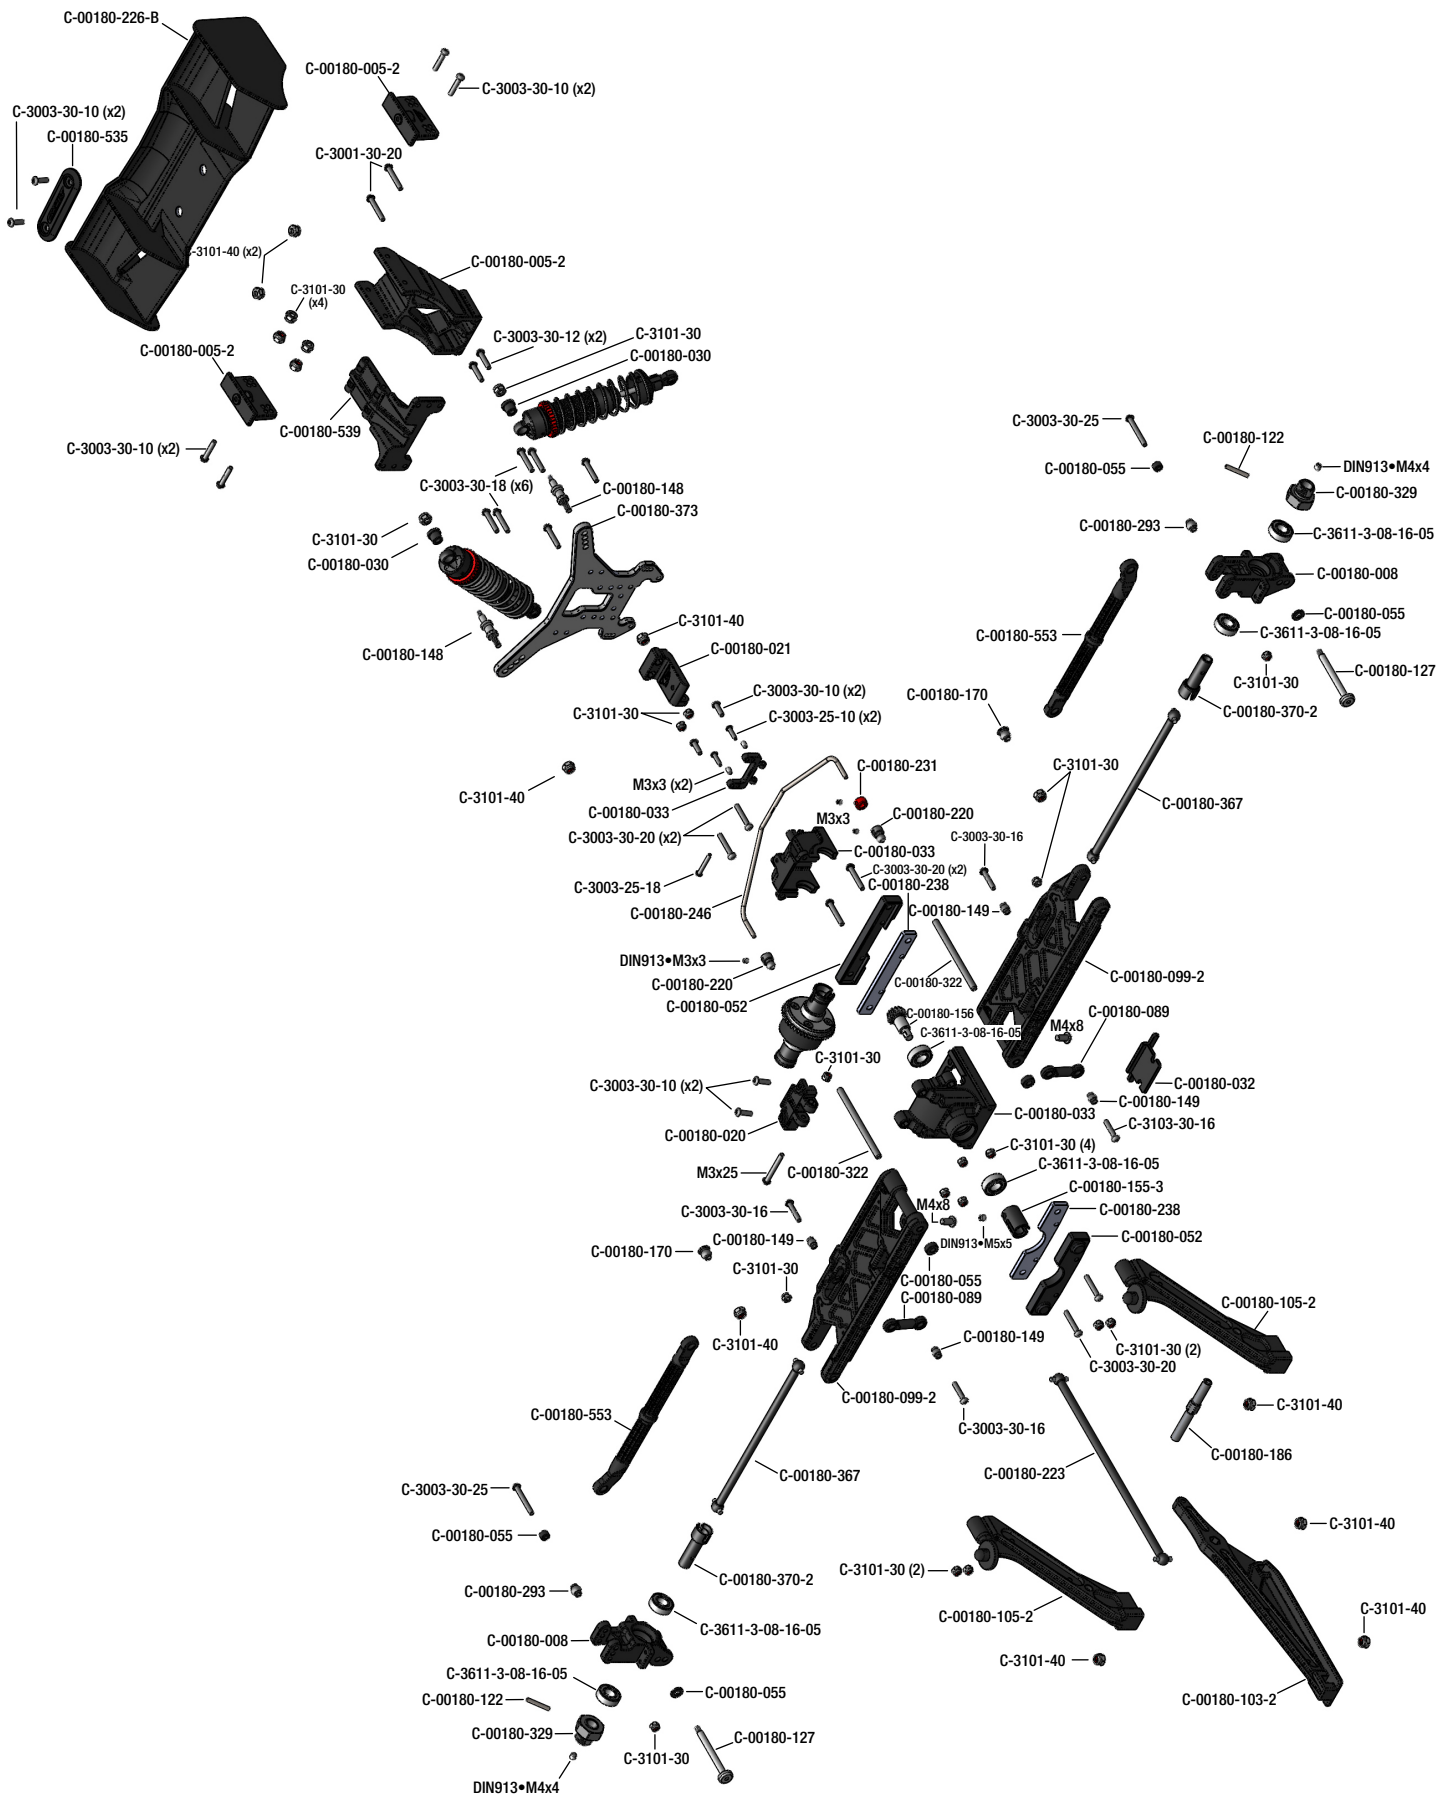 C-00180-226-B
C-00180-005-2
C-3003-30-10 (x2)
C-3003-30-10 (x2)
C-00180-535
C-3001-30-20
-3101-40 (x2)
C-00180-005-2
C-3101-30
(x4)
C-3003-30-12 (x2)
C-3101-30
C-00180-005-2
C-00180-030
C-00180-539
C-3003-30-10 (x2)
C-3003-30-25
C-00180-122
C-00180-055
DIN913•M4x4
C-3003-30-18 (x6)
C-00180-148
C-00180-329
C-00180-373
C-00180-293
C-3101-30
C-3611-3-08-16-05
C-00180-030
C-00180-008
C-00180-055
C-3101-40
C-00180-553
C-3611-3-08-16-05
C-00180-148
C-00180-021
C-00180-127
C-3101-30
C-3003-30-10 (x2)
C-00180-170
C-3101-30
C-00180-370-2
C-3003-25-10 (x2)
C-00180-231
C-3101-30
M3x3 (x2)
C-3101-40
C-00180-367
C-00180-033
C-00180-220
M3x3
C-3003-30-20 (x2)
C-3003-30-16
C-00180-033
C-3003-30-20 (x2)
C-3003-25-18
C-00180-238
C-00180-246
C-00180-149
DIN913•M3x3
C-00180-099-2
C-00180-220
C-00180-322
C-00180-052
C-00180-156
C-00180-089
M4x8
C-3611-3-08-16-05
C-3101-30
C-3003-30-10 (x2)
C-00180-032
C-00180-149
C-00180-033
C-3103-30-16
C-00180-020
C-3101-30 (4)
C-3611-3-08-16-05
M3x25
C-00180-322
C-00180-155-3
M4x8
C-00180-238
C-3003-30-16
C-00180-149
DIN913•M5x5
C-00180-052
C-00180-170
C-3101-30
C-00180-055
C-00180-089
C-00180-105-2
C-3101-40
C-00180-149
C-3101-30 (2)
C-3003-30-20
C-00180-099-2
C-3101-40
C-00180-553
C-3003-30-16
C-00180-186
C-00180-367
C-00180-223
C-3003-30-25
C-3101-40
C-00180-055
C-3101-30 (2)
C-00180-370-2
C-00180-293
C-3101-40
C-00180-105-2
C-3611-3-08-16-05
C-00180-008
C-3101-40
C-3611-3-08-16-05
C-00180-055
C-00180-122
C-00180-103-2
C-00180-329
C-00180-127
C-3101-30
DIN913•M4x4